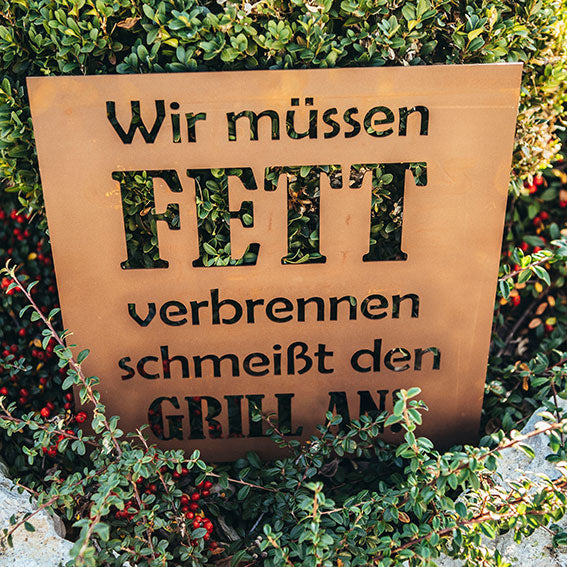 Wir müssen
FETT
verbrennen
schmeißt den
GRILL AN